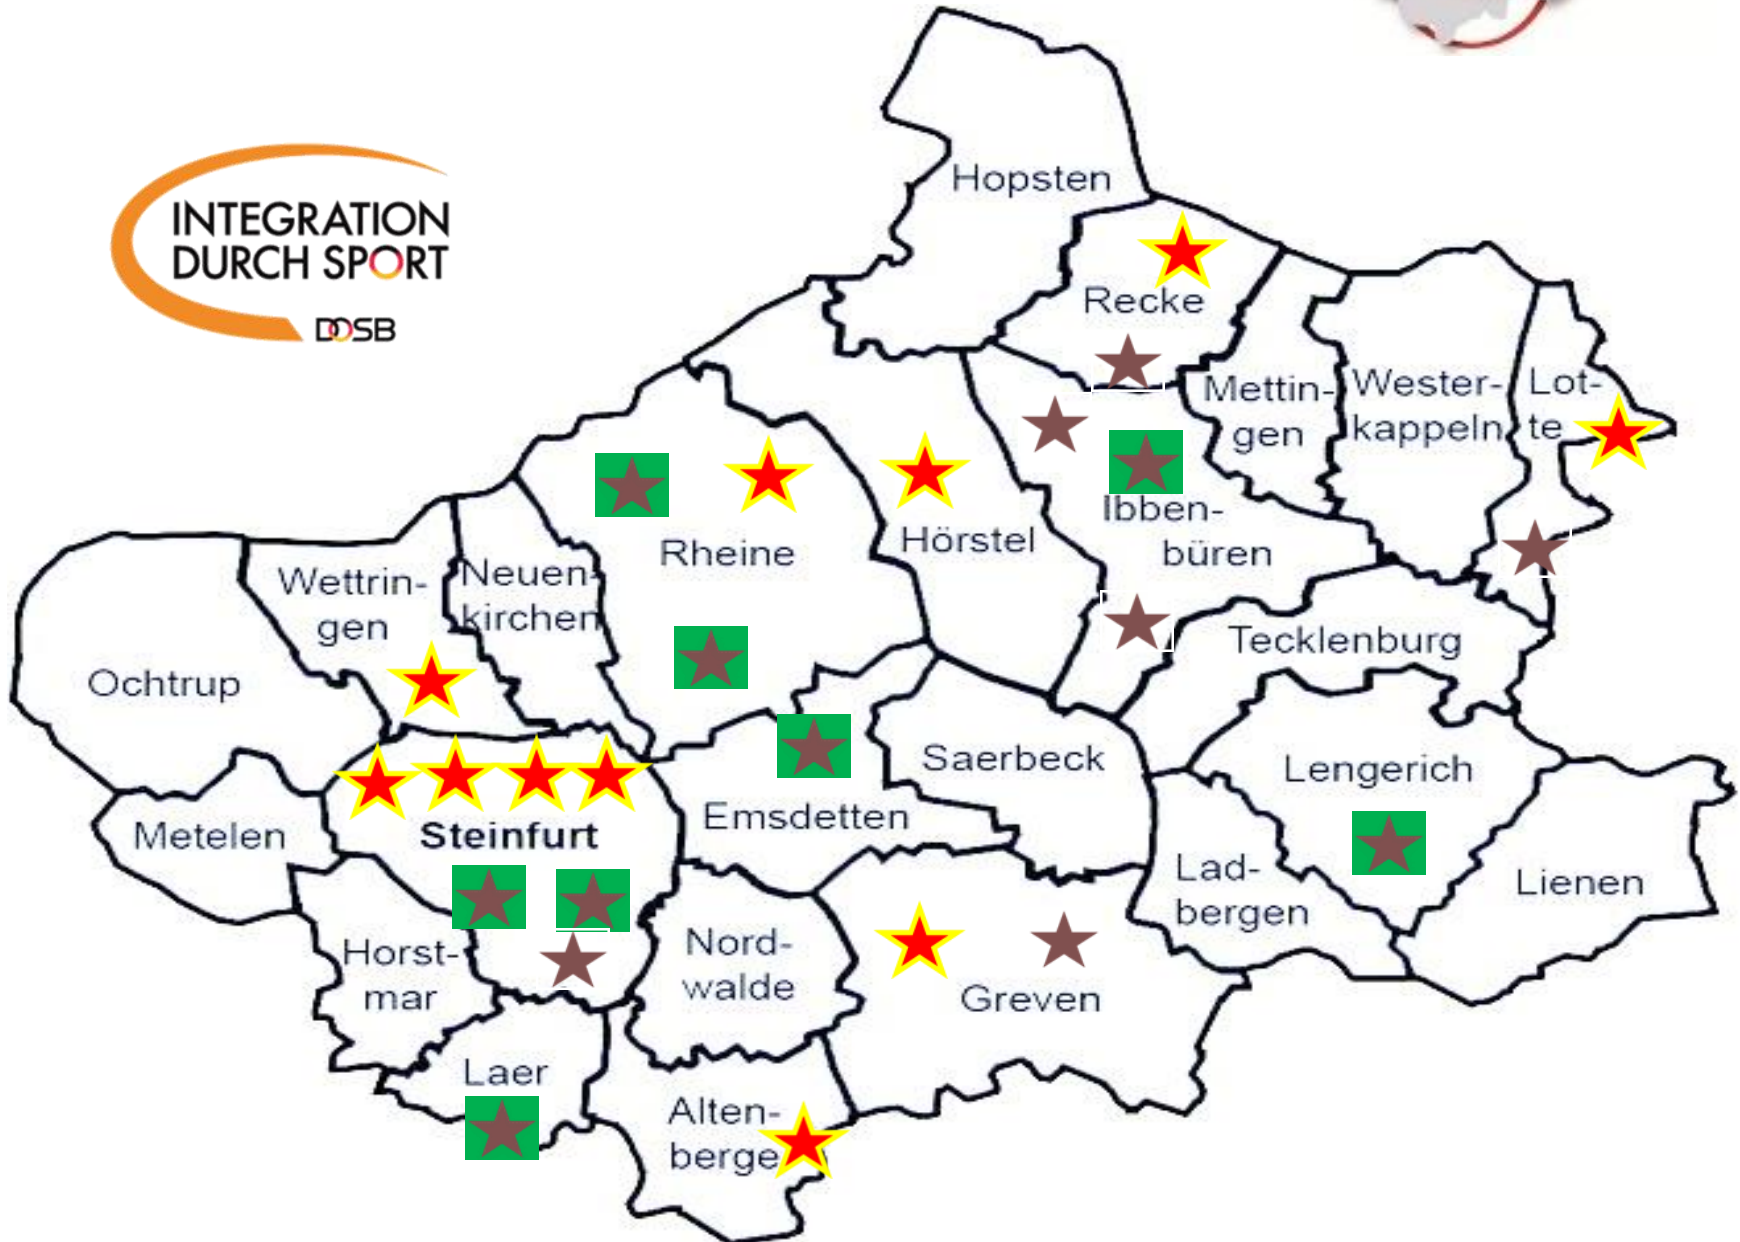 INTEGRATION
DURCH SPORT
DOSB
Hopsten
Recke
Mettin-
gen
Wester-
kappeln
Lot-
te
Ibben-
büren
Hörstel
Rheine
Neuen-
kirchen
Wettrin-
gen
Ochtrup
Tecklenburg
Saerbeck
Lengerich
Emsdetten
Steinfurt
Metelen
Lad-
bergen
Lienen
Horst-
mar
Nord-
walde
Greven
Laer
Alten-
berge